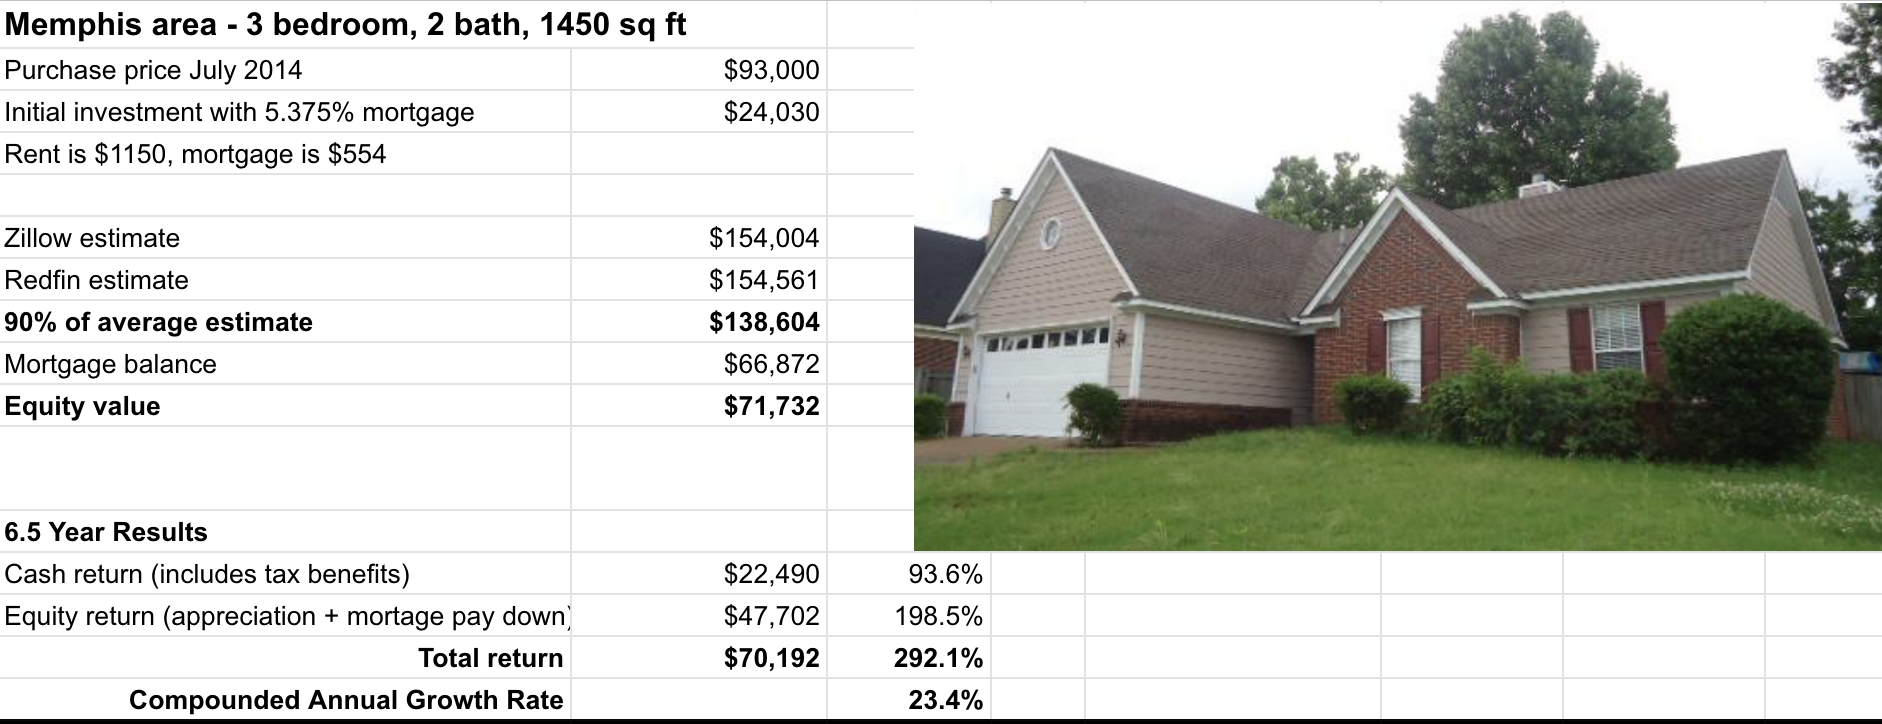 Memphis area - 3 bedroom, 2 bath, 1450 sq ft
Purchase price July 2014 $93,000
Initial investment with 5.375% mortgage $24,030
Rent is $1150, mortgage is $554
Zillow estimate $154,004
Redfin estimate $154,561
90% of average estimate $138,604
Mortgage balance $66,872
Equity value $71,732
6.5 Year Results
Cash return (includes tax benefits) $22,490 93.6%
Equity return (appreciation + mortage pay down) $47,702 198.5%
Total return $70,192 292.1%
Compounded Annual Growth Rate 23.4%